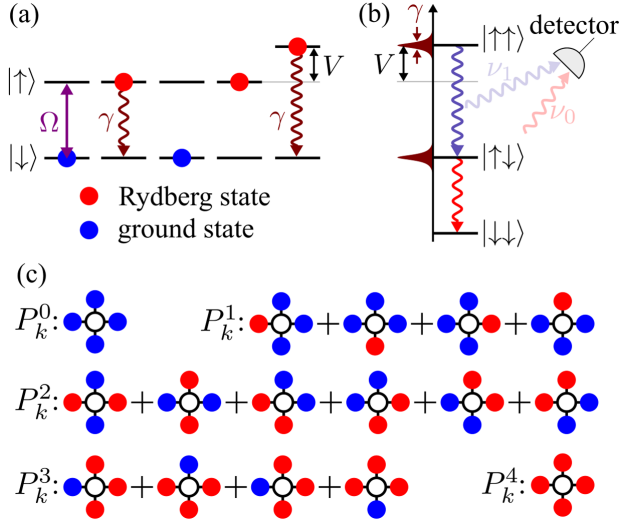 (a)
|↑⟩
Ω
γ
γ
V
|↓⟩
Rydberg state
ground state
(b)
γ
V
|↑↑⟩
detector
ν₁
ν₀
|↑↓⟩
|↓↓⟩
(c)
P_k^0: P_k^1: + + +
P_k^2: + + + + +
P_k^3: + + + P_k^4: